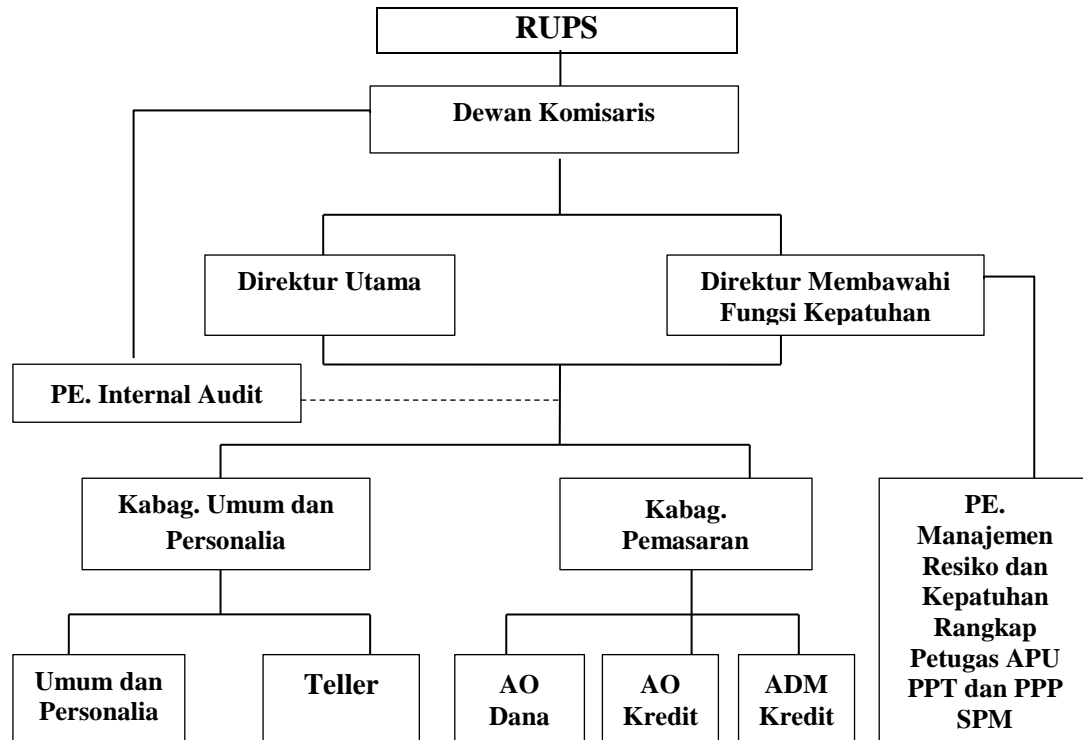 RUPS
Dewan Komisaris
Direktur Utama
Direktur Membawahi
Fungsi Kepatuhan
PE. Internal Audit
Kabag. Umum dan
Personalia
Kabag.
Pemasaran
PE.
Manajemen
Resiko dan
Kepatuhan
Rangkap
Petugas APU
PPT dan PPP
SPM
Umum dan
Personalia
Teller
AO
Dana
AO
Kredit
ADM
Kredit